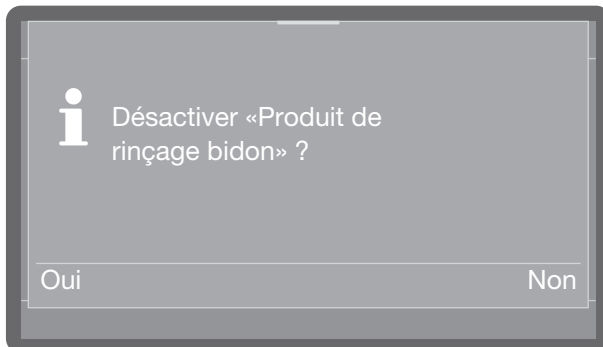 Désactiver «Produit de
rinçage bidon» ?
Oui
Non